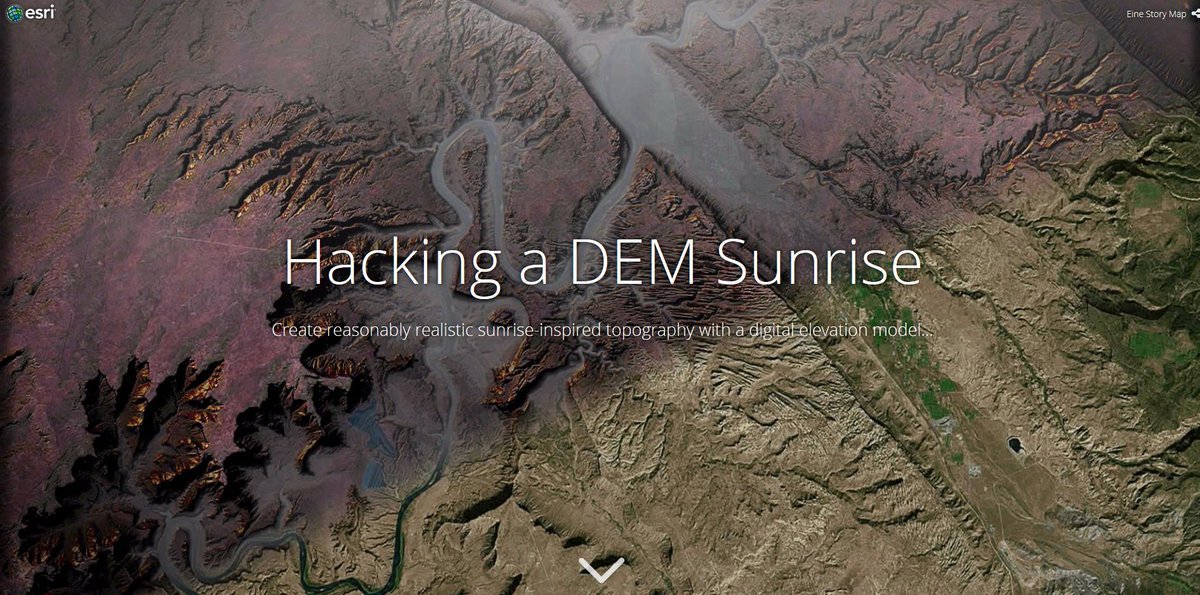 esri
Eine Story Map
Hacking a DEM Sunrise
Create reasonably realistic sunrise-inspired topography with a digital elevation model...